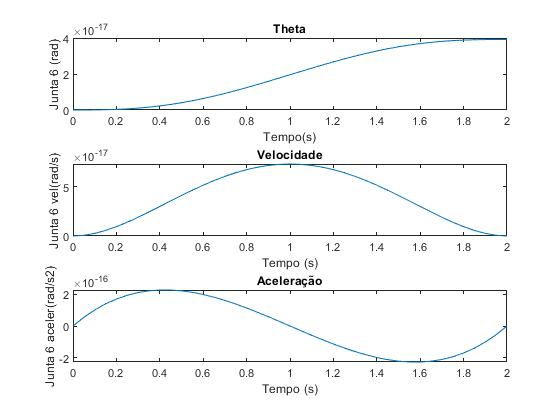 Theta
×10^-17
4
2
0
Junta 6 (rad)
0 0.2 0.4 0.6 0.8 1 1.2 1.4 1.6 1.8 2
Tempo(s)
Velocidade
×10^-17
5
0
Junta 6 vel(rad/s)
0 0.2 0.4 0.6 0.8 1 1.2 1.4 1.6 1.8 2
Tempo (s)
Aceleração
×10^-16
2
0
-2
Junta 6 aceler(rad/s2)
0 0.2 0.4 0.6 0.8 1 1.2 1.4 1.6 1.8 2
Tempo (s)